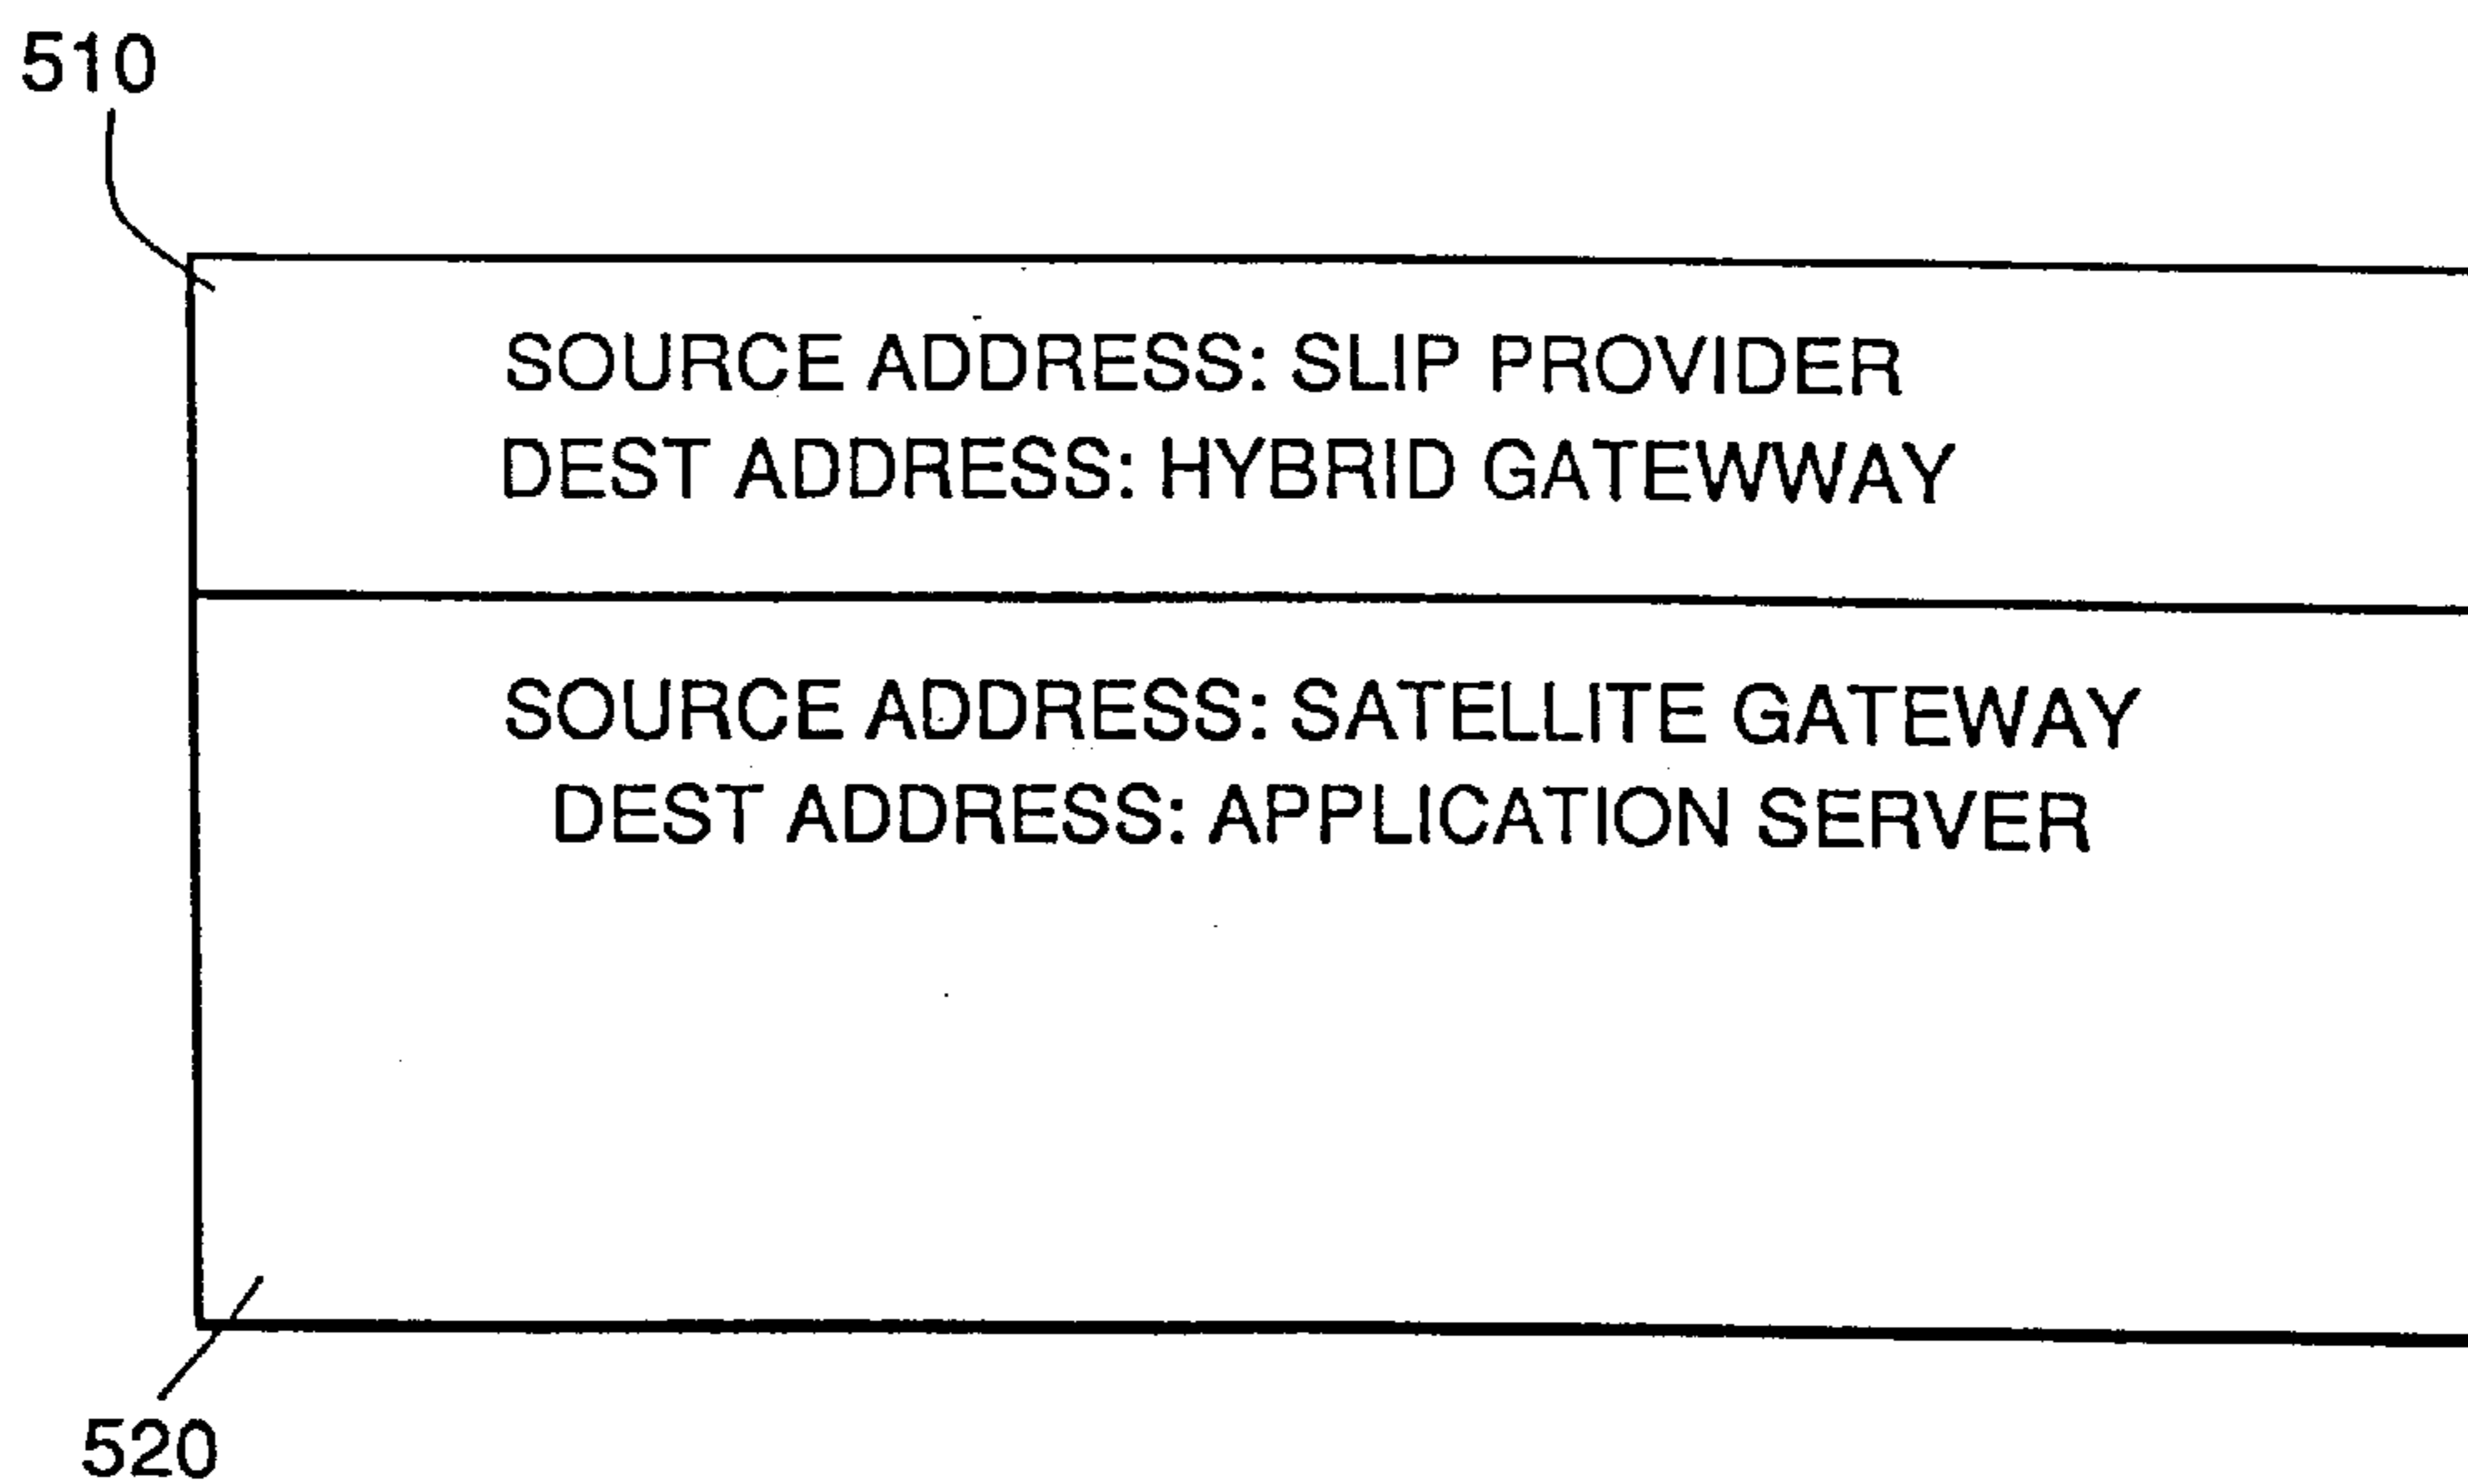 510
SOURCE ADDRESS: SLIP PROVIDER
DEST ADDRESS: HYBRID GATEWWAY
SOURCE ADDRESS: SATELLITE GATEWAY
DEST ADDRESS: APPLICATION SERVER
520